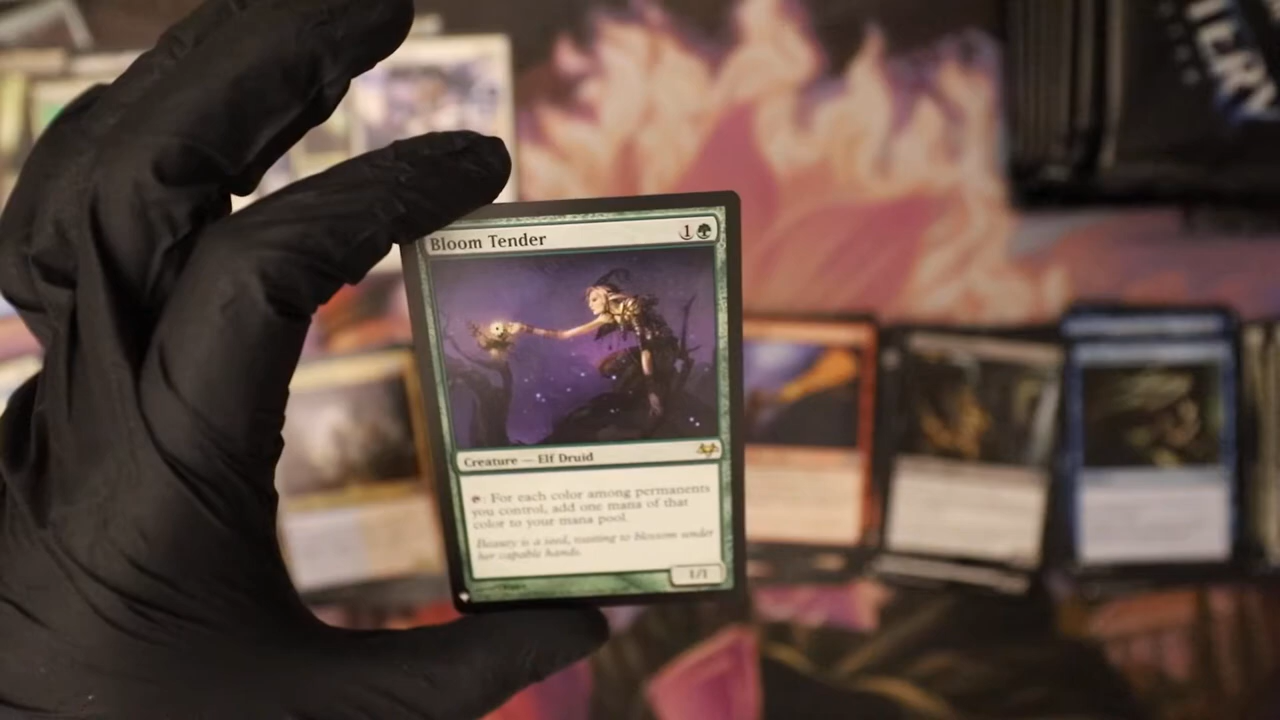 Bloom Tender 1
Creature — Elf Druid
: For each color among permanents
you control, add one mana of that
color to your mana pool.
Beauty is a seed, waiting to blossom under
her capable hands.
1/1